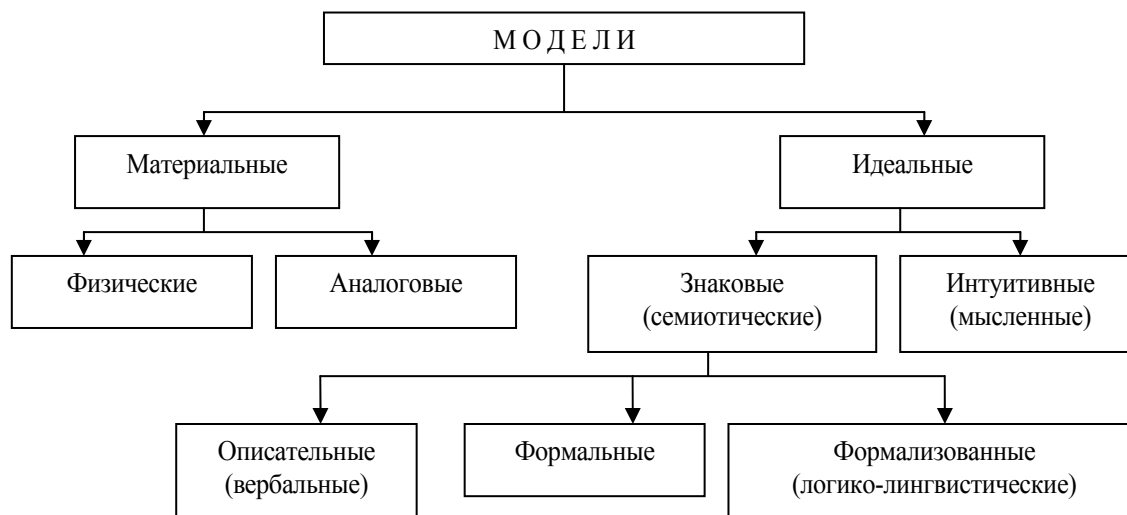 М О Д Е Л И
Материальные
Идеальные
Физические
Аналоговые
Знаковые
(семиотические)
Интуитивные
(мысленные)
Описательные
(вербальные)
Формальные
Формализованные
(логико-лингвистические)